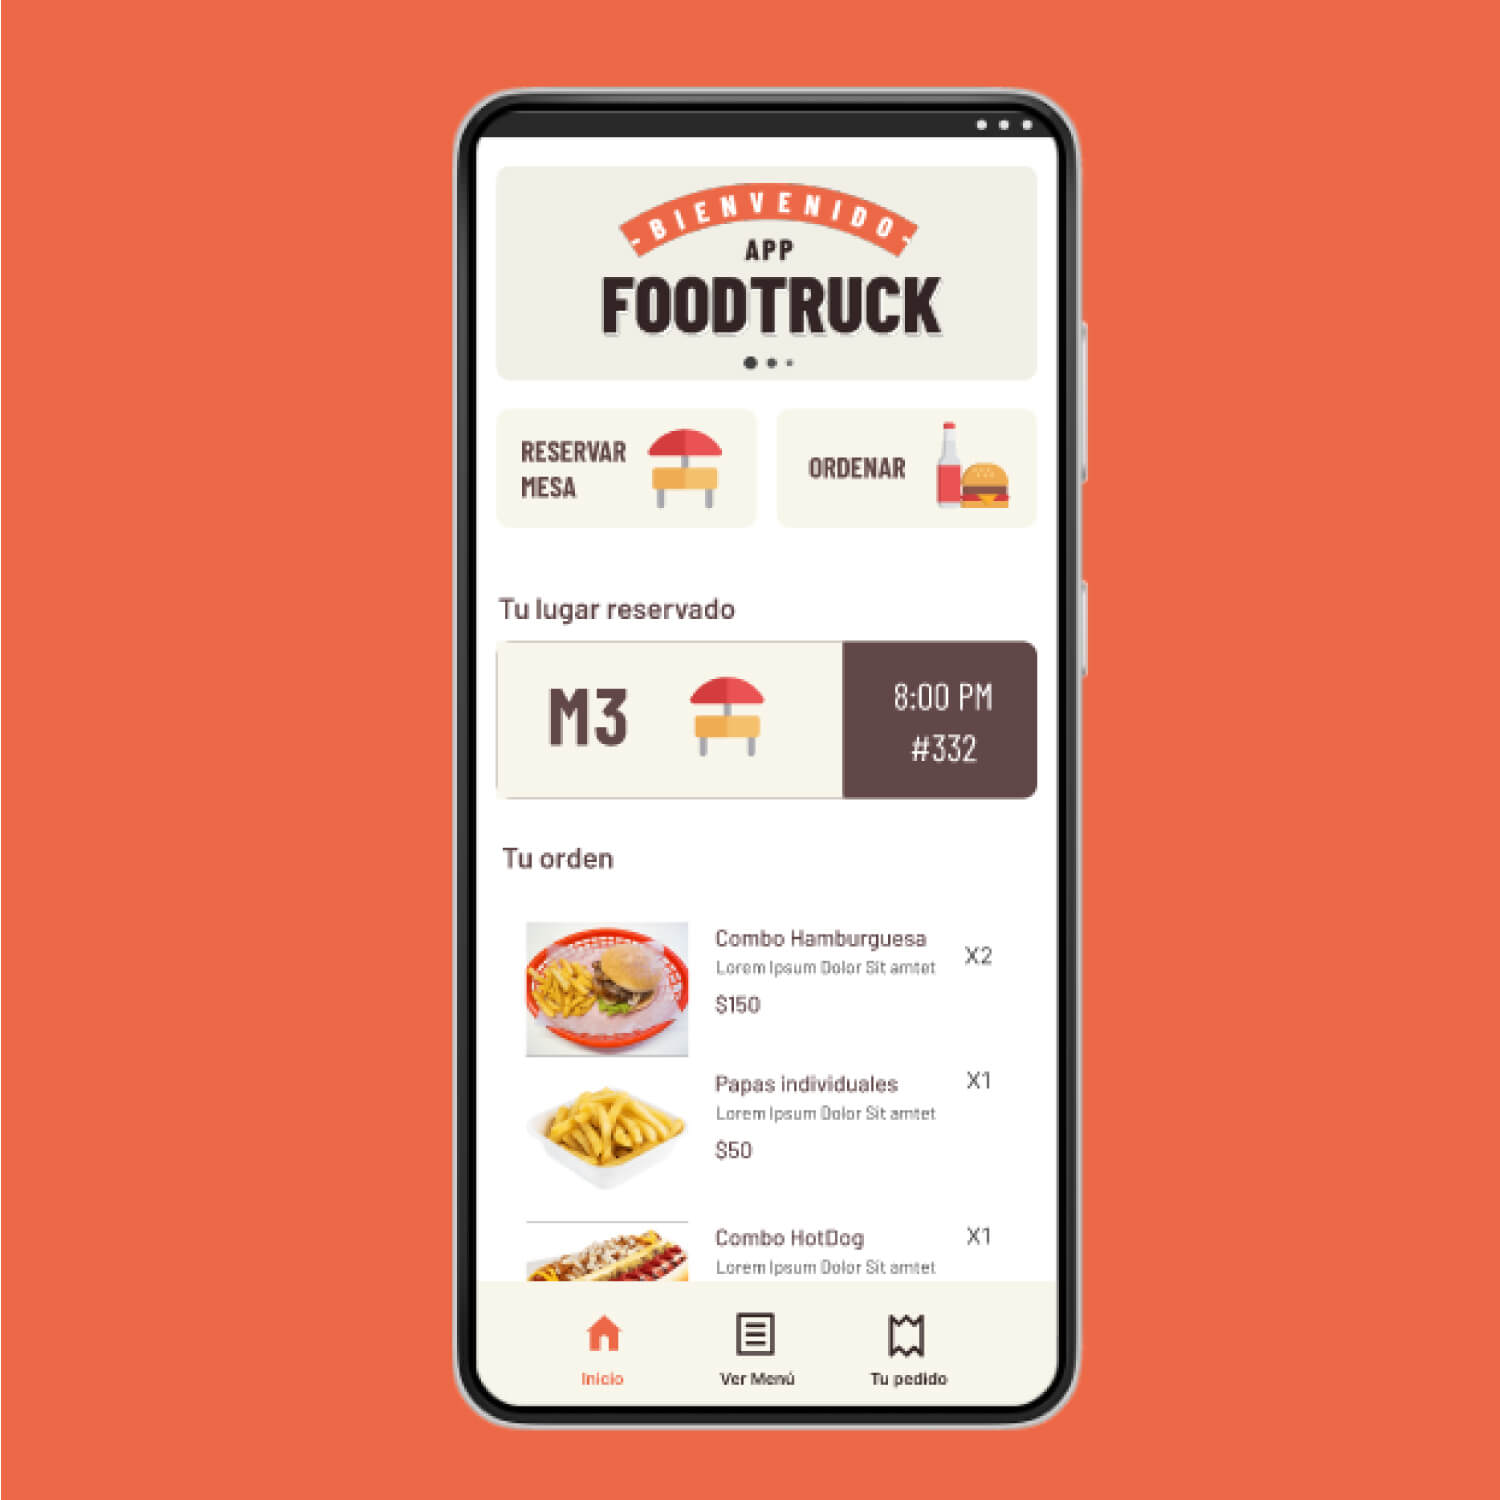 BIENVENIDO
APP
FOODTRUCK
RESERVAR
MESA
ORDENAR
Tu lugar reservado
M3
8:00 PM
#332
Tu orden
Combo Hamburguesa
X2
Lorem Ipsum Dolor Sit amtet
$150
Papas individuales
X1
Lorem Ipsum Dolor Sit amtet
$50
Combo HotDog
X1
Lorem Ipsum Dolor Sit amtet
Inicio
Ver Menú
Tu pedido